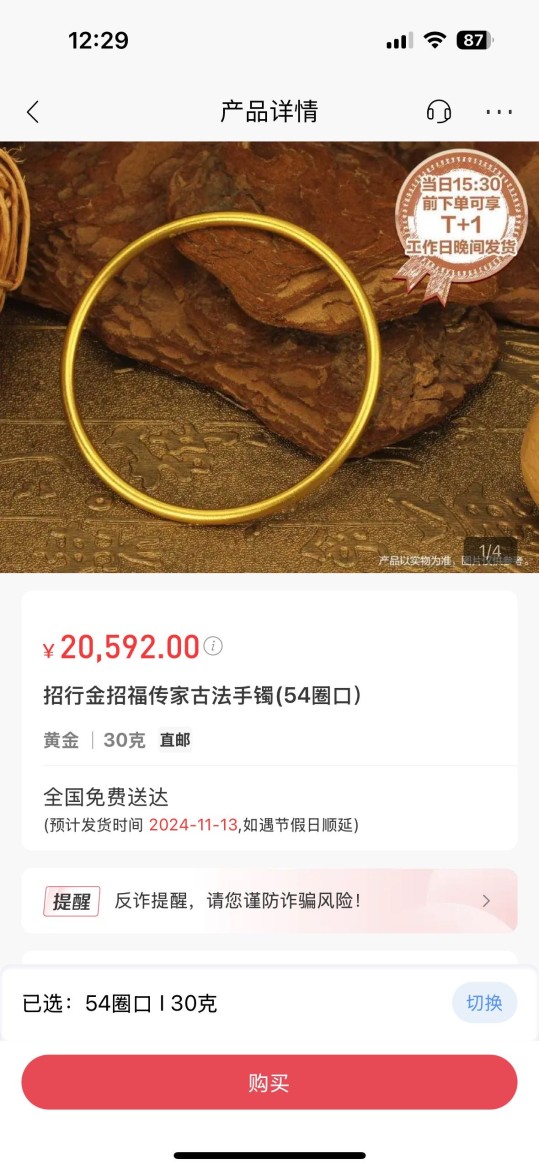 12:29
87
产品详情
当日15:30
前下单可享
T+1
工作日晚间发货
1/4
产品以实物为准，图片仅供参考。
¥20,592.00
招行金招福传家古法手镯(54圈口)
黄金｜30克 直邮
全国免费送达
(预计发货时间 2024-11-13,如遇节假日顺延)
提醒 反诈提醒，请您谨防诈骗风险！
已选：54圈口 I 30克
切换
购买